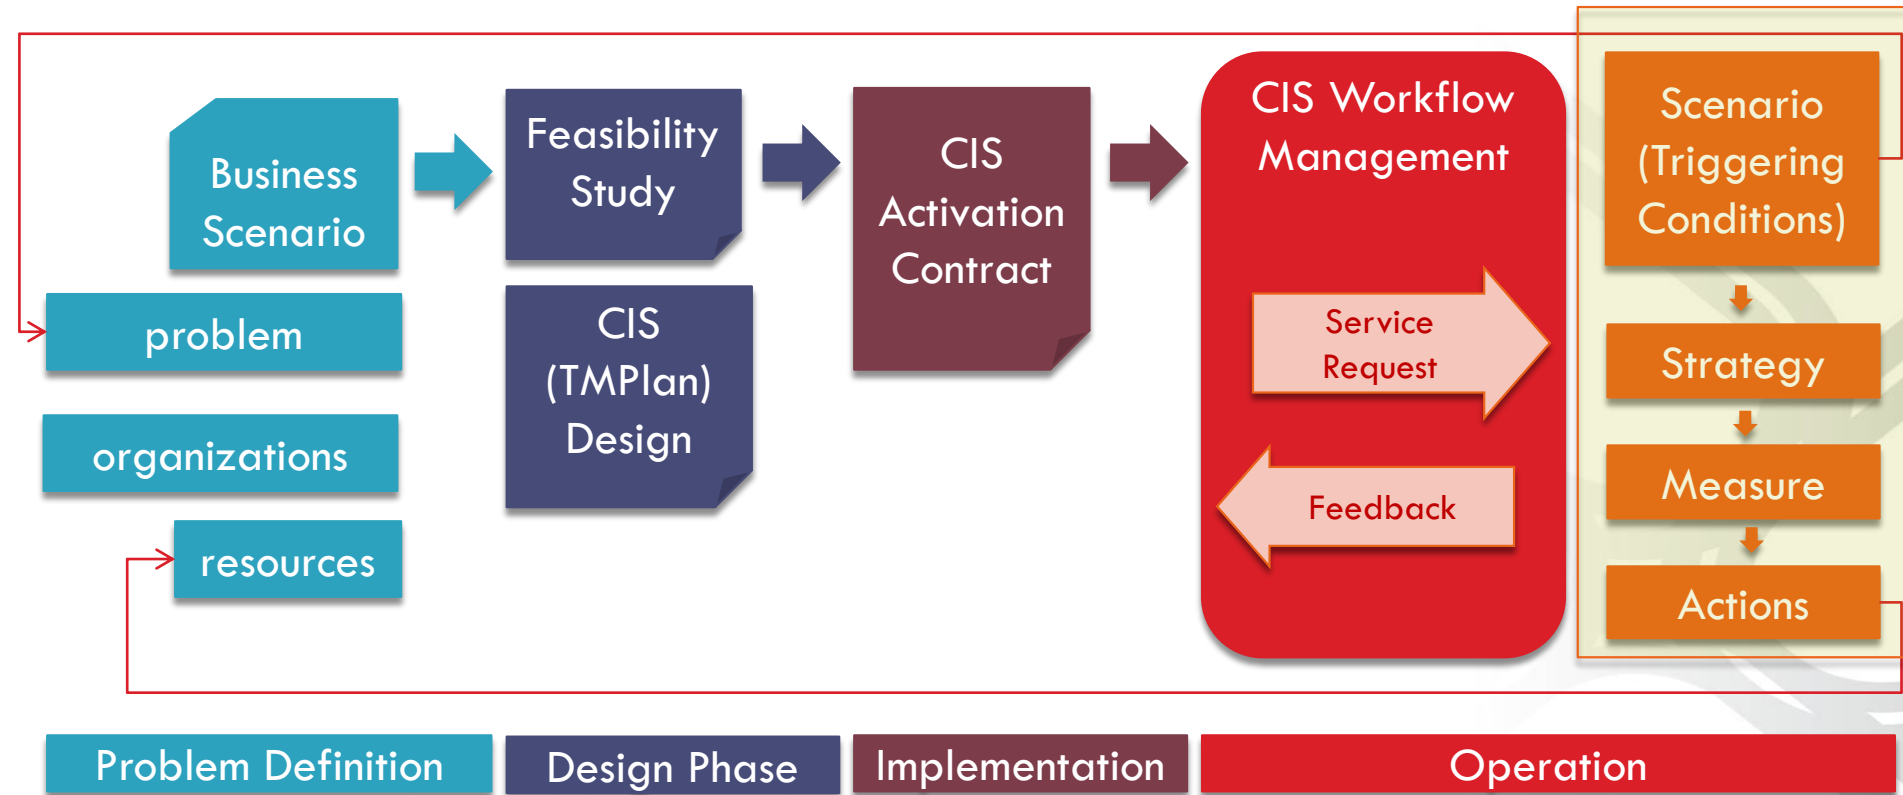 Business
Scenario
problem
organizations
resources
Feasibility
Study
CIS
(TMPlan)
Design
CIS
Activation
Contract
CIS Workflow
Management
Service
Request
Feedback
Scenario
(Triggering
Conditions)
Strategy
Measure
Actions
Problem Definition
Design Phase
Implementation
Operation